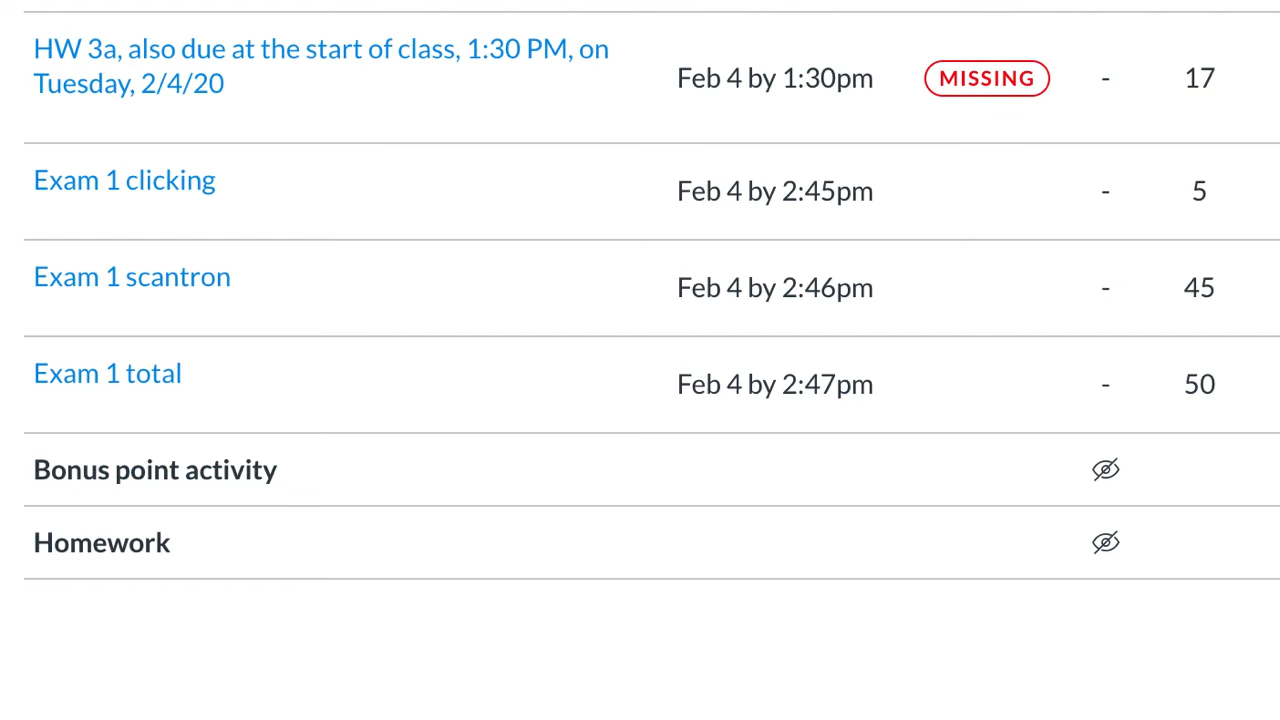 HW 3a, also due at the start of class, 1:30 PM, on
Tuesday, 2/4/20
Feb 4 by 1:30pm MISSING - 17
Exam 1 clicking Feb 4 by 2:45pm - 5
Exam 1 scantron Feb 4 by 2:46pm - 45
Exam 1 total Feb 4 by 2:47pm - 50
Bonus point activity
Homework